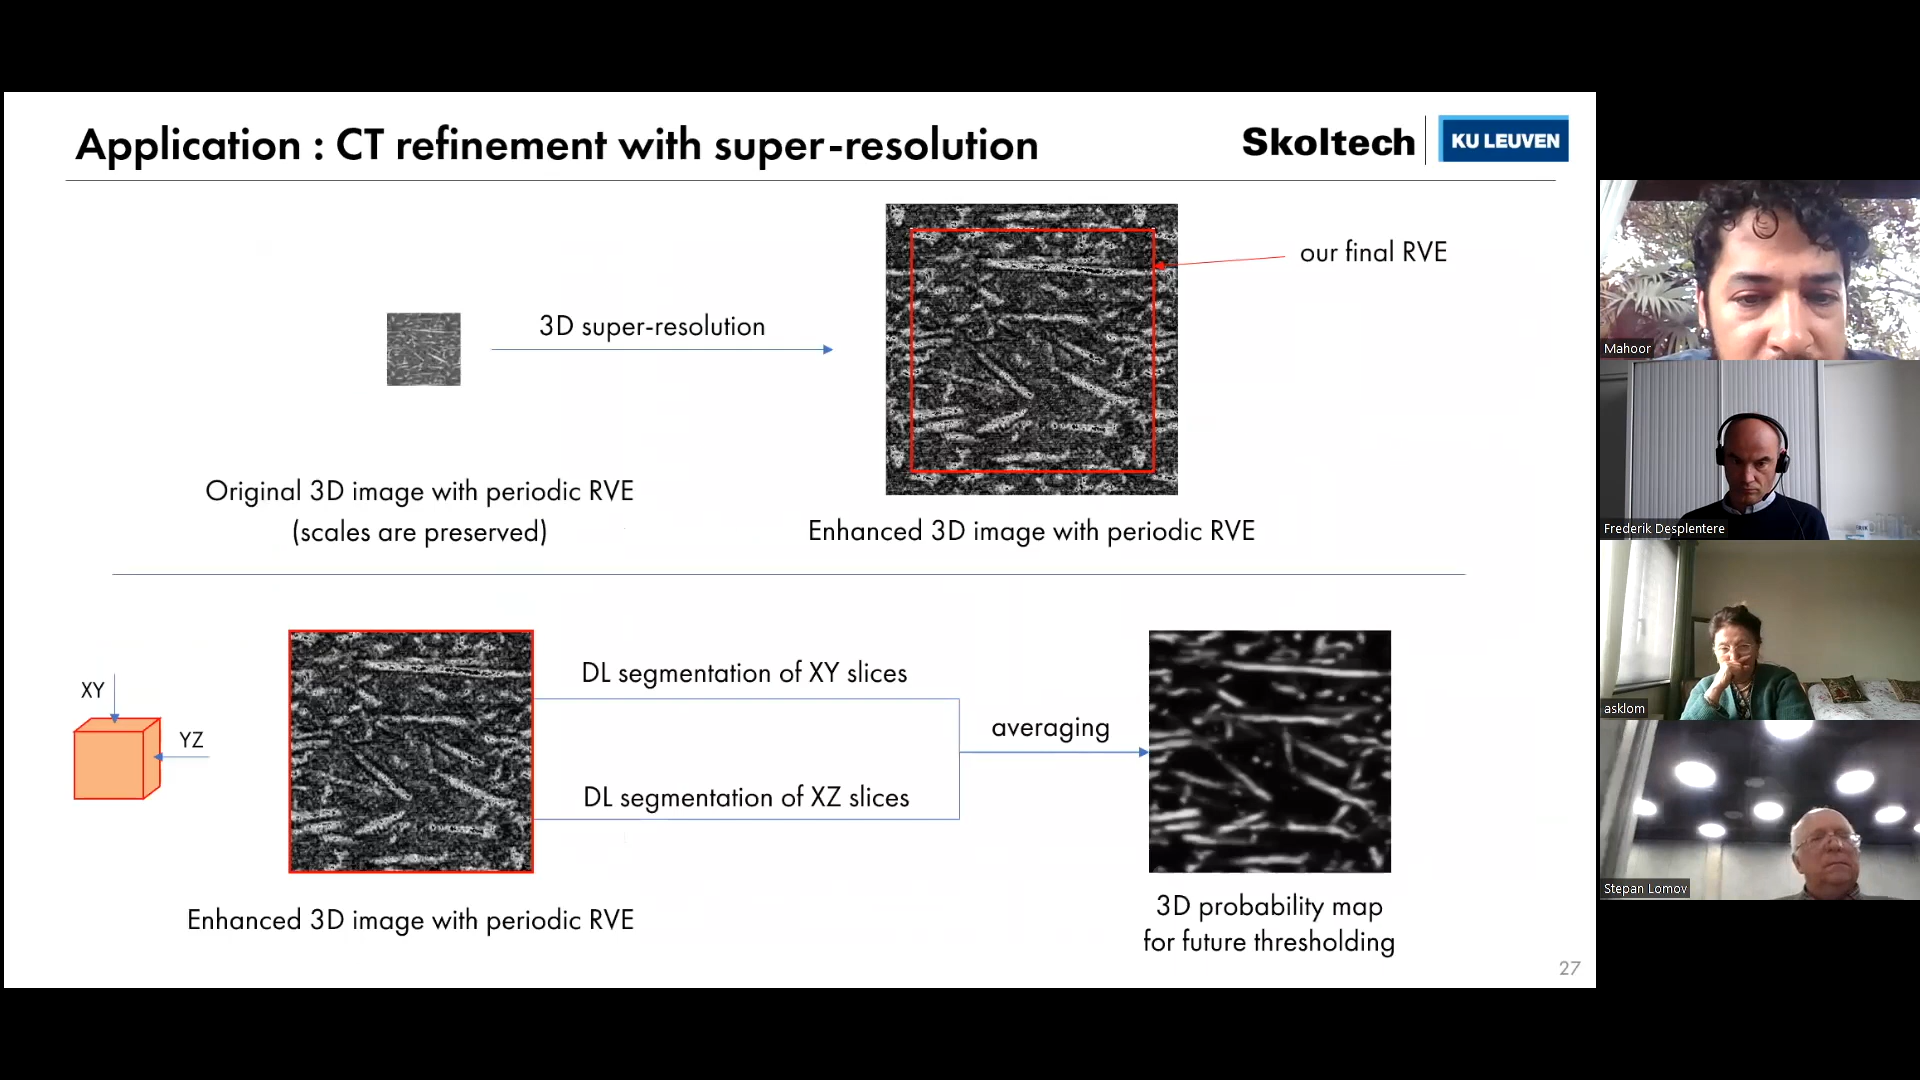 Application : CT refinement with super-resolution
Skoltech
KU LEUVEN
our final RVE
3D super-resolution
Original 3D image with periodic RVE
(scales are preserved)
Enhanced 3D image with periodic RVE
XY
YZ
DL segmentation of XY slices
DL segmentation of XZ slices
averaging
Enhanced 3D image with periodic RVE
3D probability map
for future thresholding
27
Mahoor
Frederik Desplentere
asklom
Stepan Lomov